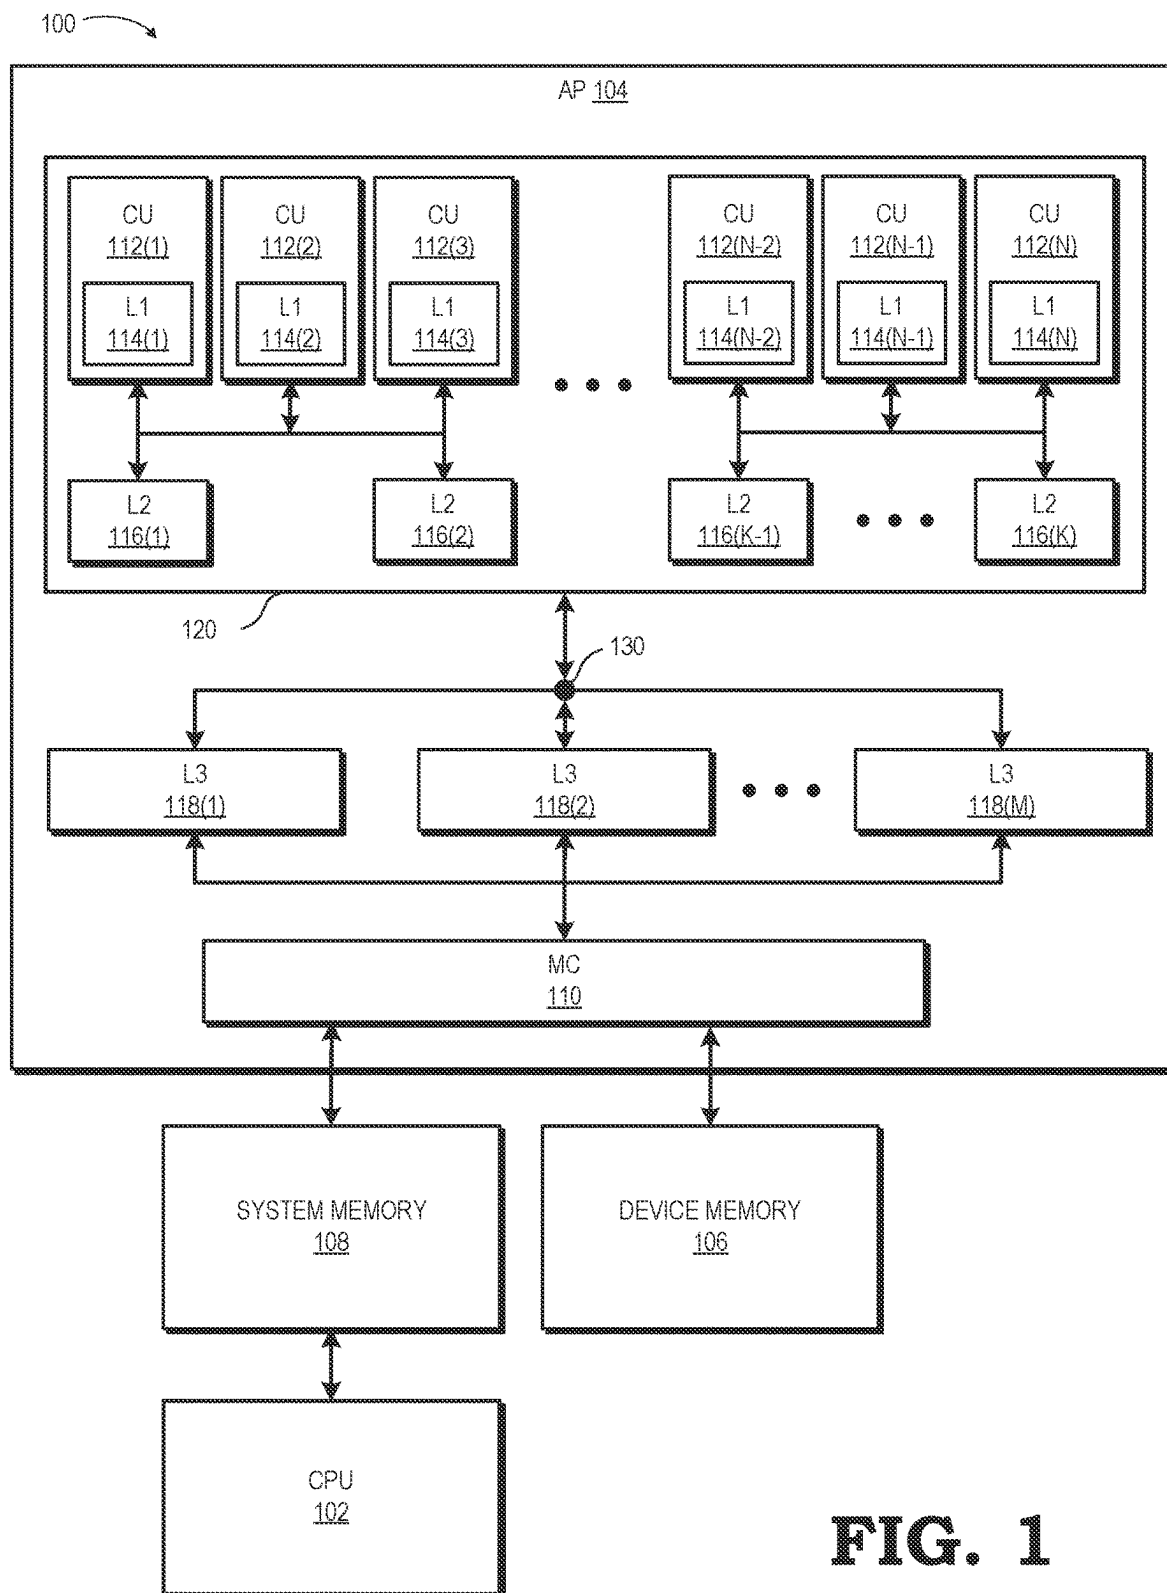 100
AP 104
CU CU CU CU CU CU
112(1) 112(2) 112(3) 112(N-2) 112(N-1) 112(N)
L1 L1 L1 L1 L1 L1
114(1) 114(2) 114(3) 114(N-2) 114(N-1) 114(N)
L2 L2 L2 L2
116(1) 116(2) 116(K-1) 116(K)
120
130
L3 L3 L3
118(1) 118(2) 118(M)
MC
110
SYSTEM MEMORY DEVICE MEMORY
108 106
CPU
102
FIG. 1